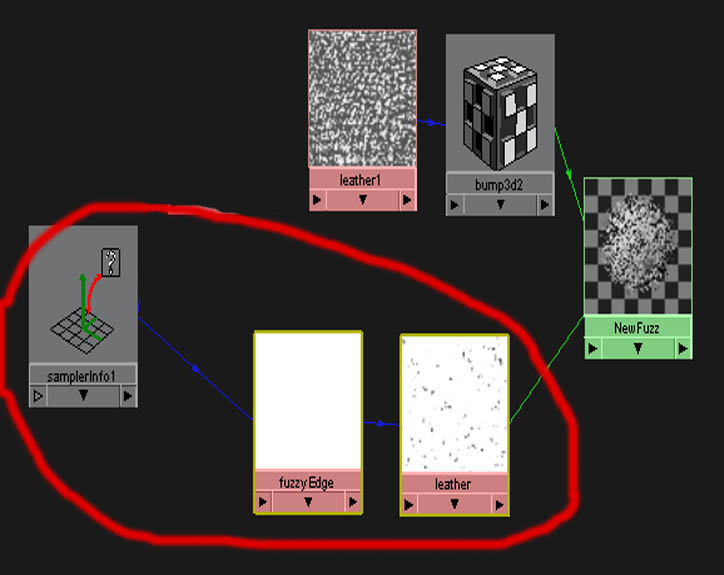 leather1
bump3d2
NewFuzz
samplerInfo1
fuzzyEdge
leather